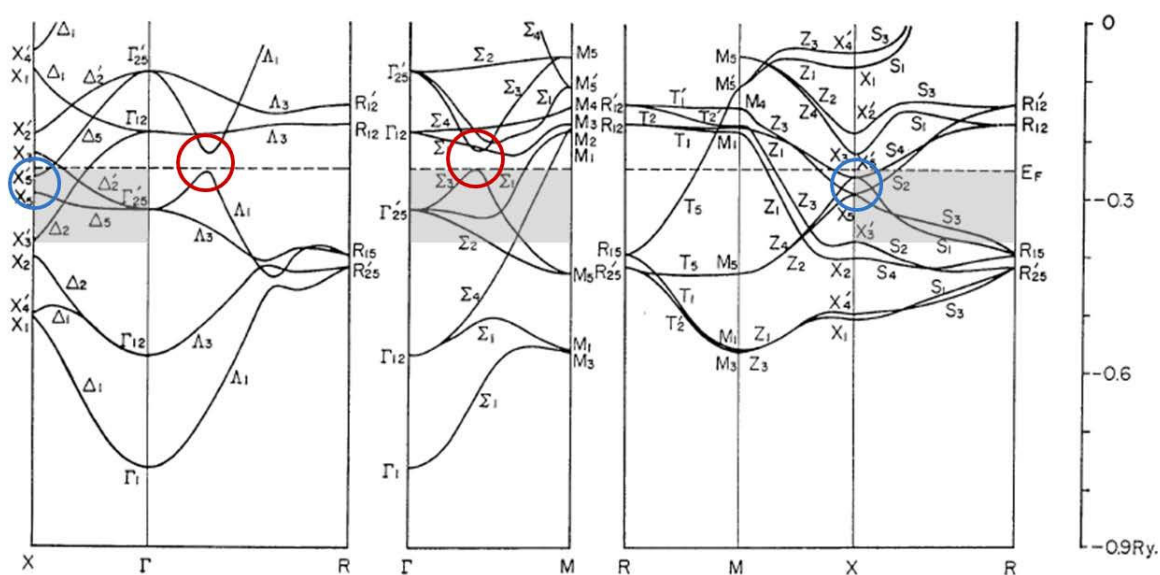 Δ₁
X₄′
Γ₂₅′
X₁
Δ₁
Δ₂′
Λ₁
Λ₃
R₁₂′
X₂′
Δ₅
Γ₁₂
Λ₃
R₁₂
X₃
X₅′
Δ₂′
Γ₂₅′
X₅
Δ₅
Λ₁
X₃′
Δ₂
Λ₃
X₂
R₁₅
R₂₅′
Δ₂
X₄′
X₁
Δ₁
Γ₁₂
Λ₃
Δ₁
Λ₁
Γ₁
X
Γ
R
Σ₄
Γ₂₅′
Σ₂
M₅
Σ₃
Σ₁
M₅′
Σ₄
M₄
Γ₁₂
M₃
Σ
M₂
M₁
Σ₃
Σ₁
Γ₂₅′
Σ₂
M₅
Σ₄
Γ₁₂
Σ₁
M₁
M₃
Σ₁
Γ₁
Γ
M
Z₃
X₄′
S₃
M₅
Z₁
X₁
S₁
M₅′
Z₂
R₁₂′
T₁′
M₄
Z₄
X₂′
R₁₂′
T₂
T₂′
Z₃
S₁
R₁₂
R₁₂
T₁
M₁
Z₁
X₃
X₅′
S₄
E_F
S₂
T₅
Z₁
X₅
S₃
X₃′
S₁
R₁₅
Z₄
S₂
R₁₅
R₂₅′
T₅
M₅
Z₂
X₂
S₄
R₂₅′
T₁
X₄′
S₁
T₂′
M₁
Z₁
X₁
S₃
M₃
Z₃
R
M
X
R
0
-0.3
-0.6
-0.9Ry.